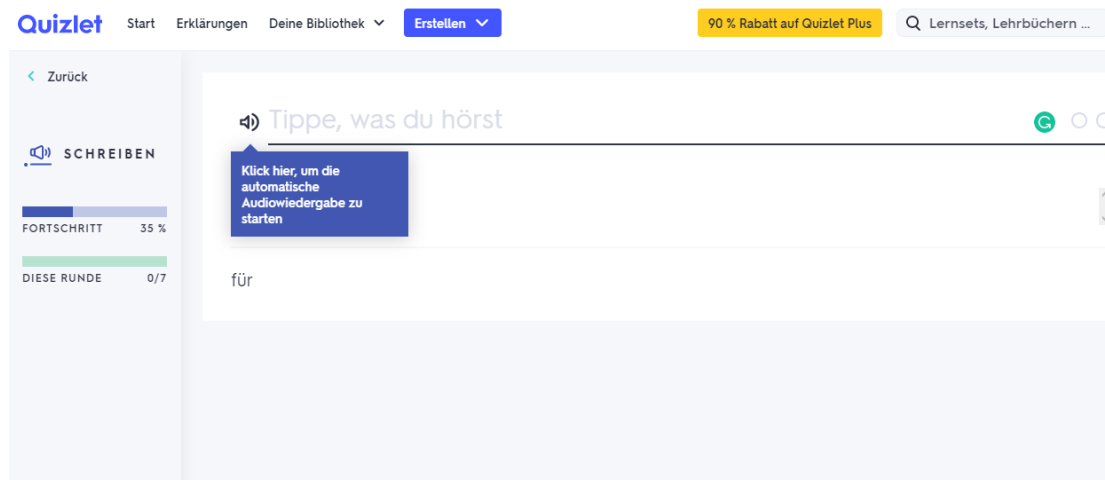 Quizlet Start Erklärungen Deine Bibliothek Erstellen 90 % Rabatt auf Quizlet Plus Lernsets, Lehrbüchern ...
Zurück
Tippe, was du hörst
SCHREIBEN
Klick hier, um die
automatische
Audiowiedergabe zu
starten
FORTSCHRITT 35 %
DIESE RUNDE 0/7
für